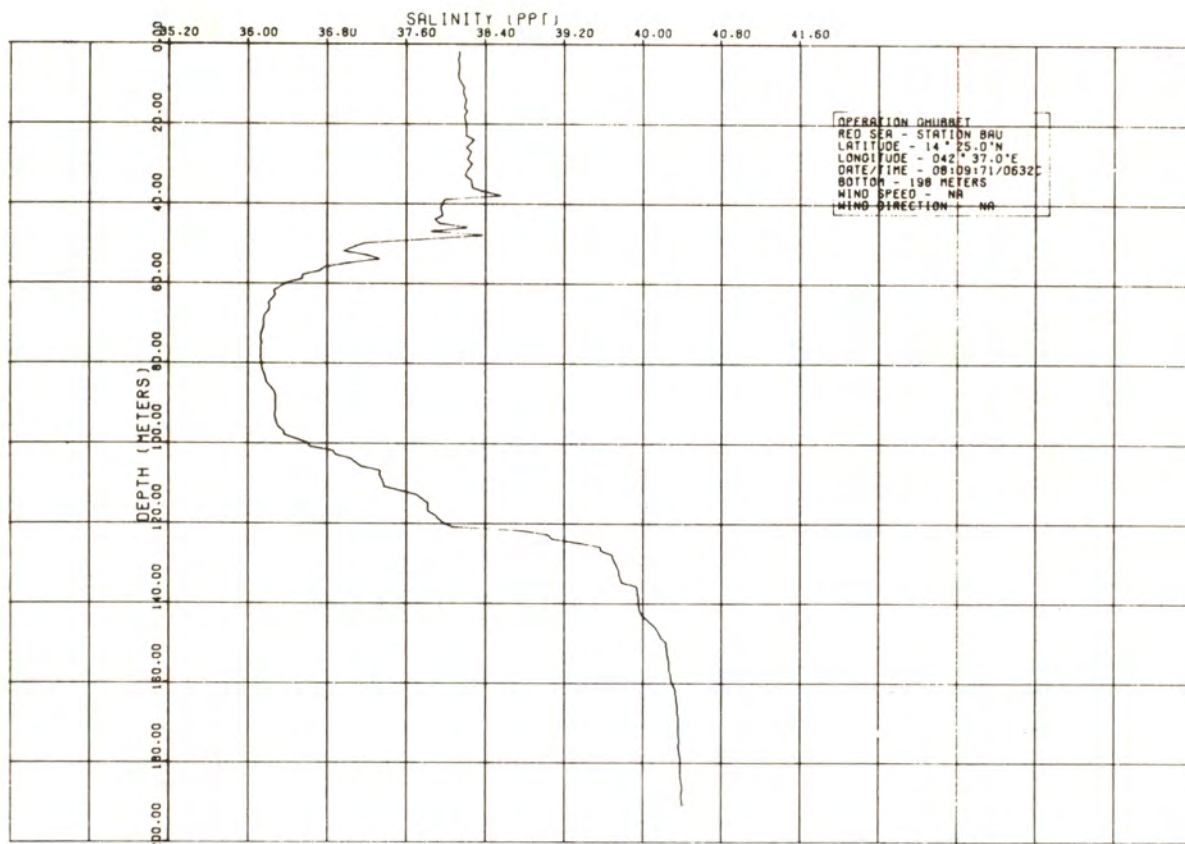 SALINITY (PPT)
35.20 36.00 36.80 37.60 38.40 39.20 40.00 40.80 41.60
0.00
20.00
40.00
60.00
80.00
100.00
120.00
140.00
160.00
180.00
200.00
DEPTH (METERS)
OPERATION GHUBBET
RED SEA - STATION BAU
LATITUDE - 14° 25.0'N
LONGITUDE - 042° 37.0'E
DATE/TIME - 08:09:71/0632C
BOTTOM - 198 METERS
WIND SPEED - NA
WIND DIRECTION - NA